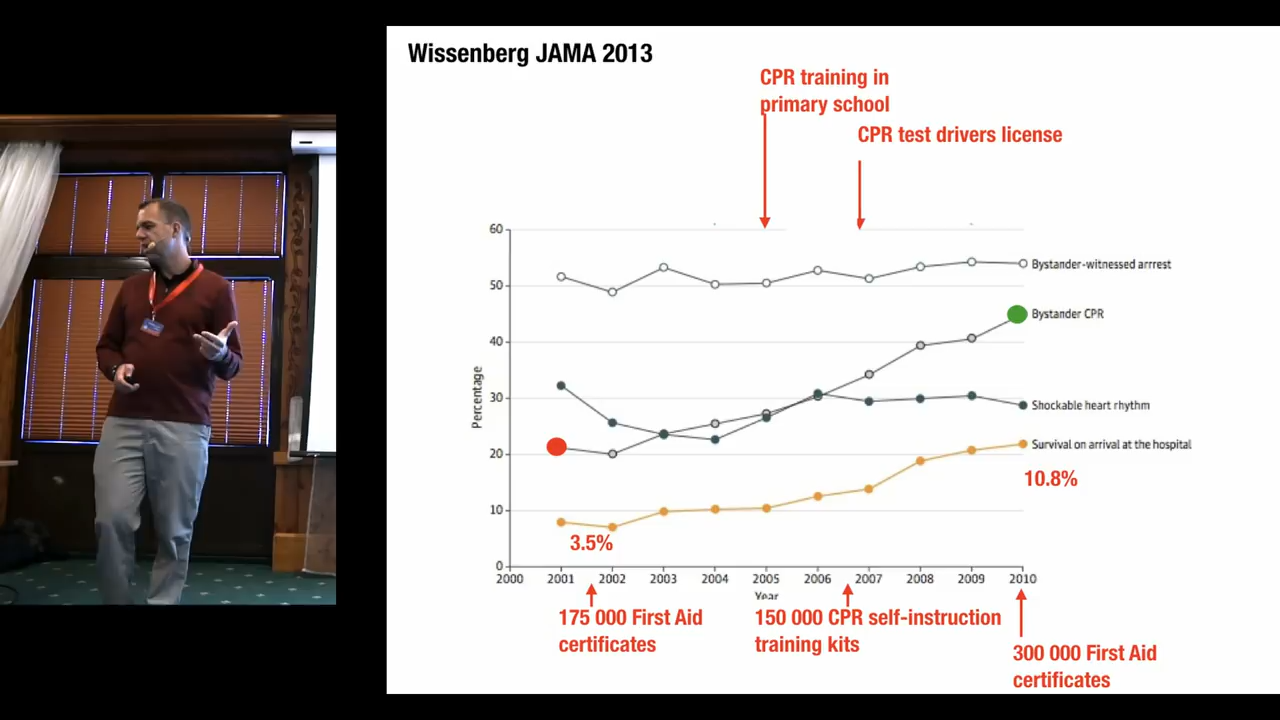 Wissenberg JAMA 2013
CPR training in
primary school
CPR test drivers license
60
50
40
30
20
10
0
Percentage
Bystander-witnessed arrrest
Bystander CPR
Shockable heart rhythm
Survival on arrival at the hospital
10.8%
3.5%
2000 2001 2002 2003 2004 2005 2006 2007 2008 2009 2010
Year
175 000 First Aid
certificates
150 000 CPR self-instruction
training kits
300 000 First Aid
certificates